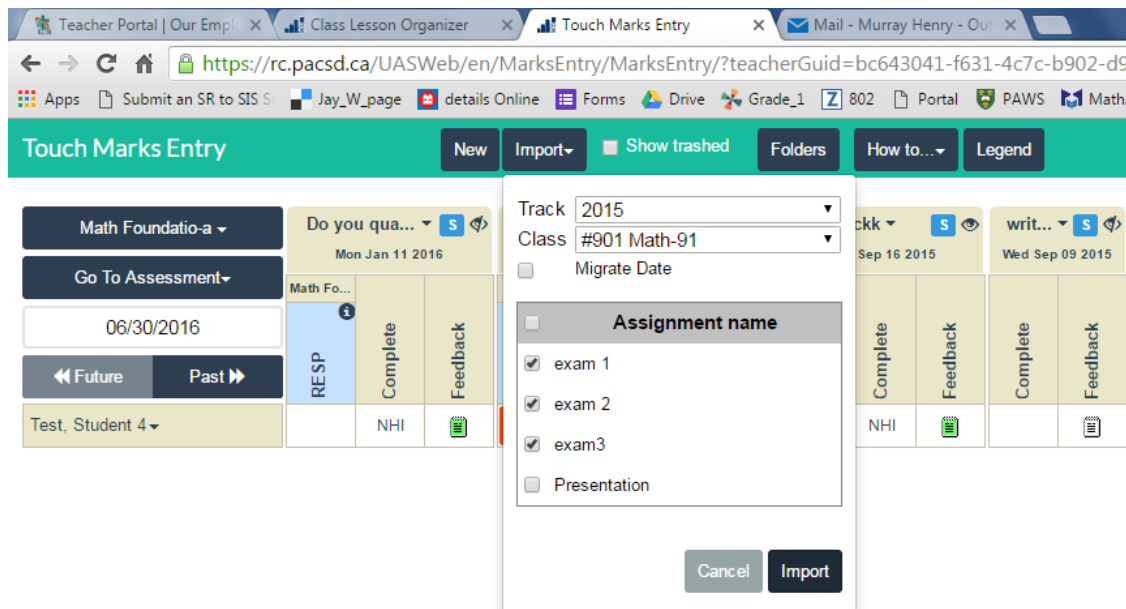 Teacher Portal | Our Empl
Class Lesson Organizer
Touch Marks Entry
Mail - Murray Henry - Out
https://rc.pacsd.ca/UASWeb/en/MarksEntry/MarksEntry/?teacherGuid=bc643041-f631-4c7c-b902-d9
Apps Submit an SR to SIS S Jay_W_page details Online Forms Drive Grade_1 Z 802 Portal PAWS Math
Touch Marks Entry New Import Show trashed Folders How to... Legend
Math Foundatio-a
Go To Assessment
06/30/2016
Future Past
Test, Student 4
Do you qua... S
Mon Jan 11 2016
Math Fo...
RESP
Complete
Feedback
NHI
Track 2015
Class #901 Math-91
Migrate Date
Assignment name
exam 1
exam 2
exam3
Presentation
Cancel Import
ckk S
Sep 16 2015
Complete
Feedback
NHI
writ... S
Wed Sep 09 2015
Complete
Feedback